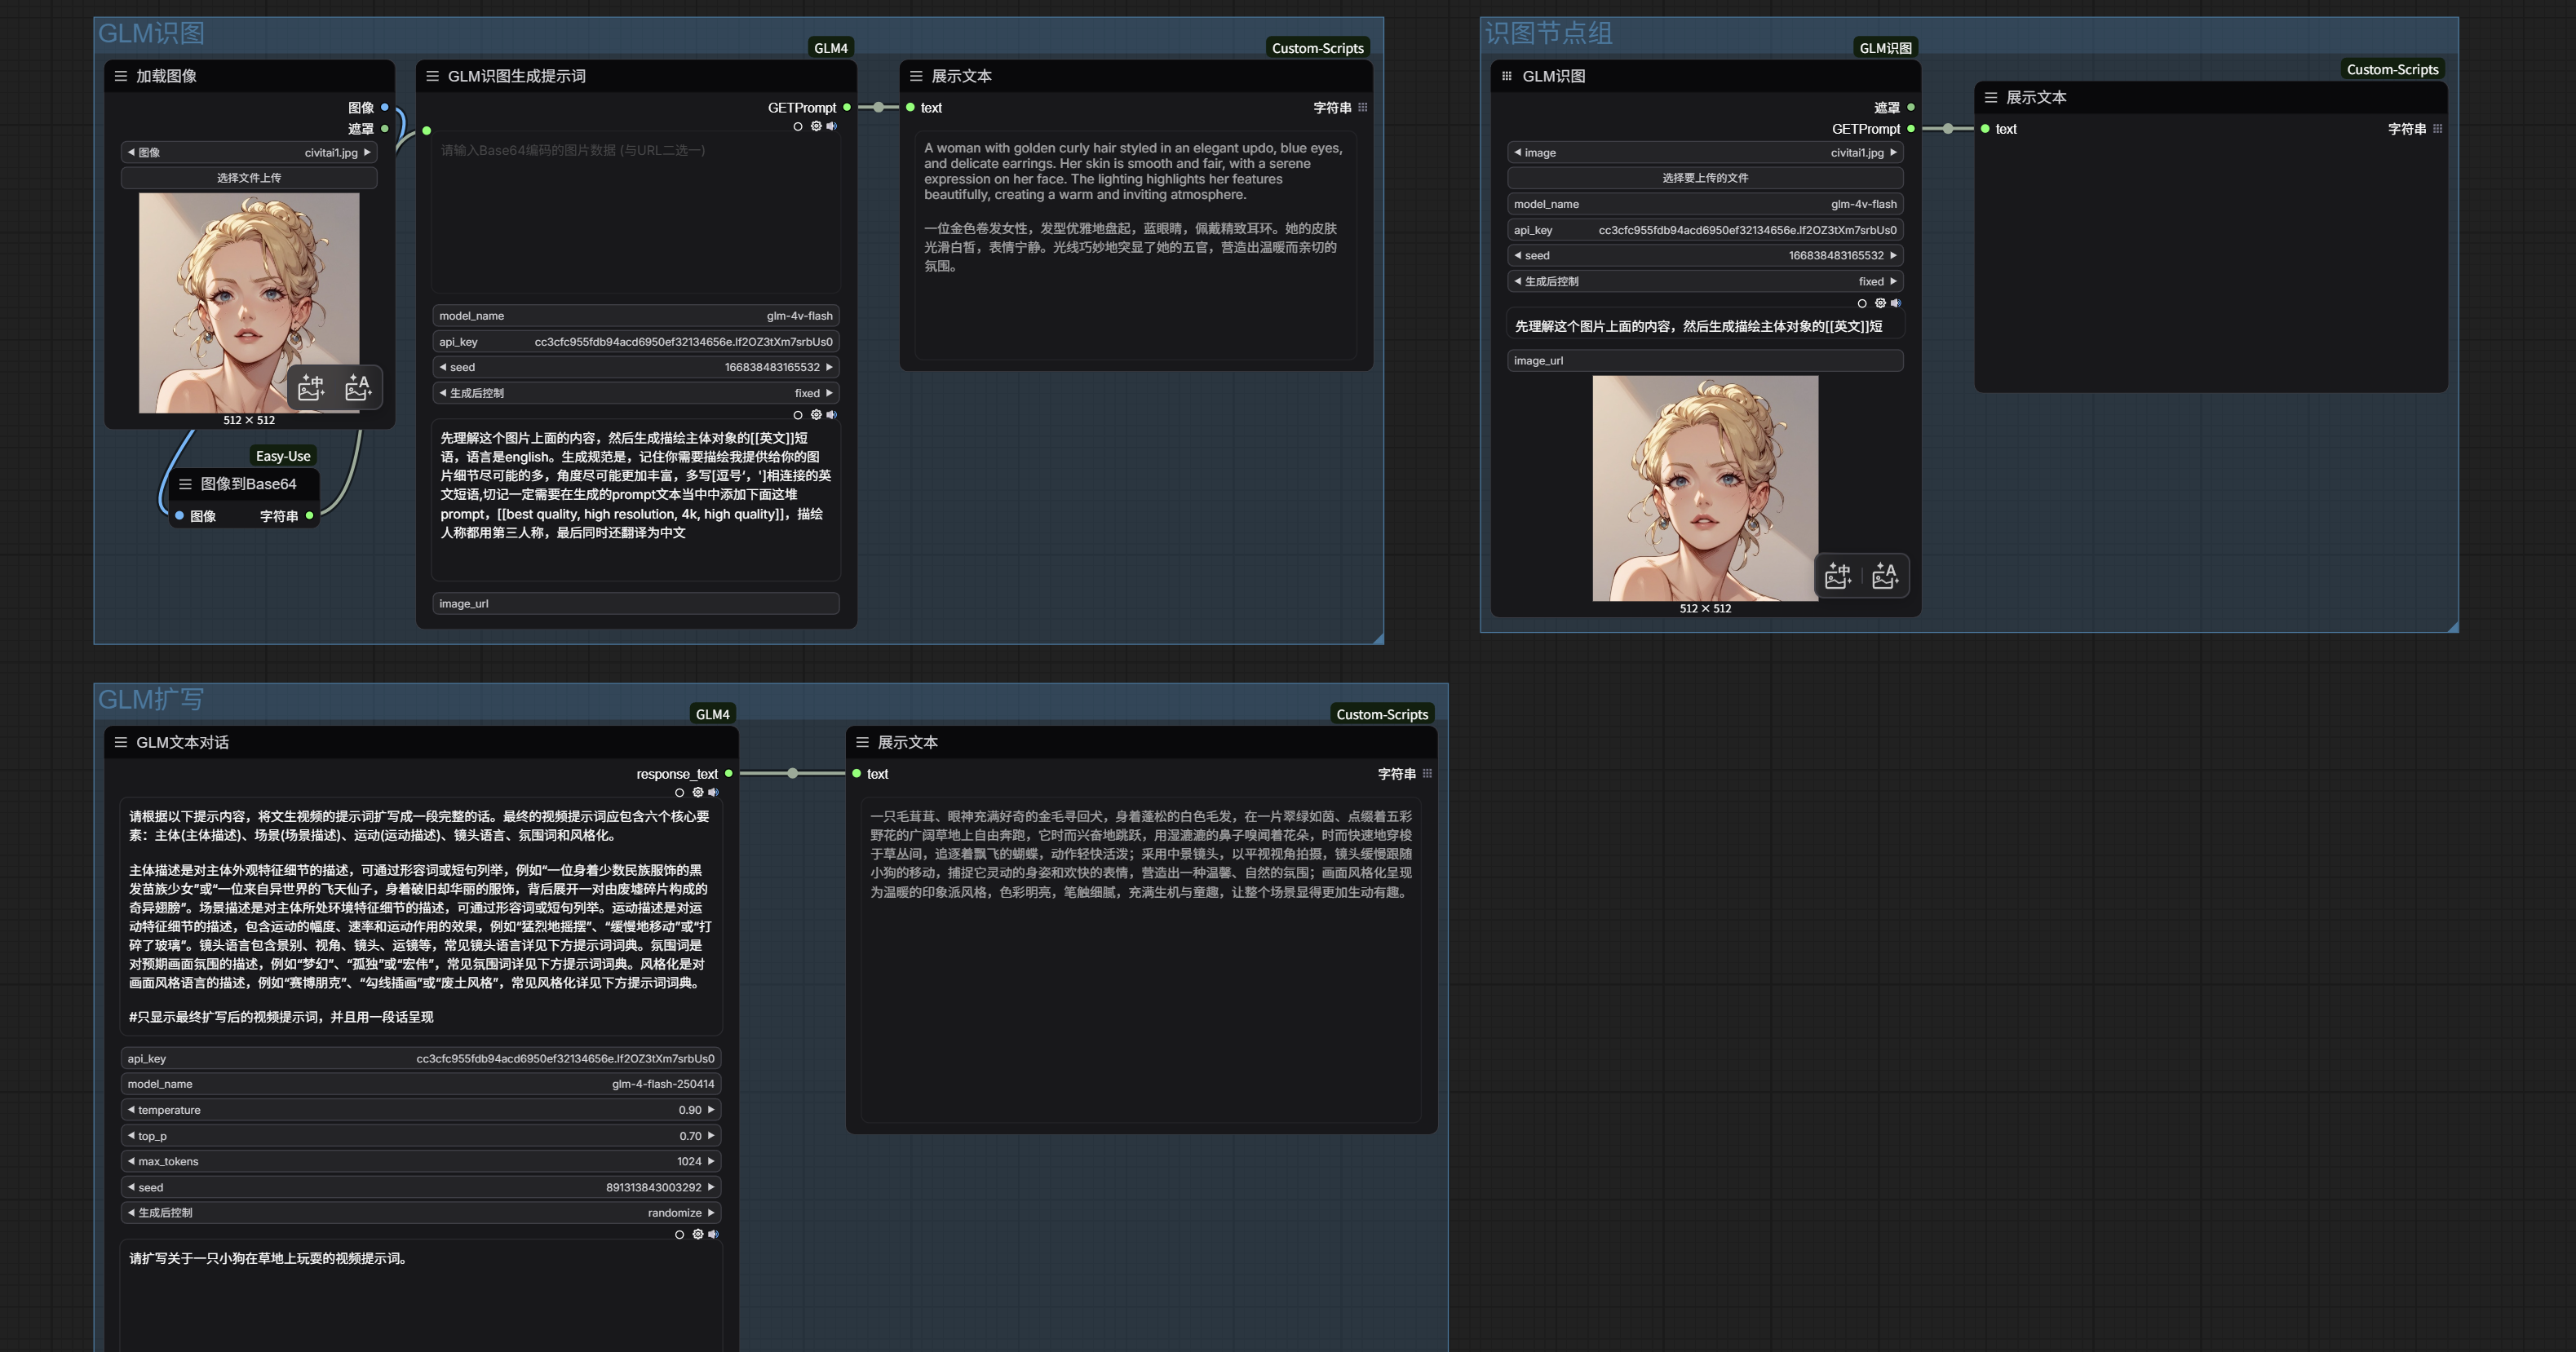 GLM识图
GLM4
Custom-Scripts
加载图像
图像
遮罩
图像 civitai1.jpg
选择文件上传
中 A
512 × 512
Easy-Use
图像到Base64
图像 字符串
GLM识图生成提示词
GETPrompt
请输入Base64编码的图片数据 (与URL二选一)
model_name glm-4v-flash
api_key cc3cfc955fdb94acd6950ef32134656e.lf2OZ3tXm7srbUs0
seed 166838483165532
生成后控制 fixed
先理解这个图片上面的内容，然后生成描绘主体对象的[[英文]]短
语，语言是english。生成规范是，记住你需要描绘我提供给你的图
片细节尽可能的多，角度尽可能更加丰富，多写[逗号‘，']相连接的英
文短语,切记一定需要在生成的prompt文本当中中添加下面这堆
prompt，[[best quality, high resolution, 4k, high quality]]，描绘
人称都用第三人称，最后同时还翻译为中文
image_url
展示文本
text 字符串
A woman with golden curly hair styled in an elegant updo, blue eyes,
and delicate earrings. Her skin is smooth and fair, with a serene
expression on her face. The lighting highlights her features
beautifully, creating a warm and inviting atmosphere.
一位金色卷发女性，发型优雅地盘起，蓝眼睛，佩戴精致耳环。她的皮肤
光滑白皙，表情宁静。光线巧妙地突显了她的五官，营造出温暖而亲切的
氛围。
识图节点组
GLM识图
Custom-Scripts
GLM识图
遮罩
GETPrompt
image civitai1.jpg
选择要上传的文件
model_name glm-4v-flash
api_key cc3cfc955fdb94acd6950ef32134656e.lf2OZ3tXm7srbUs0
seed 166838483165532
生成后控制 fixed
先理解这个图片上面的内容，然后生成描绘主体对象的[[英文]]短
image_url
中 A
512 × 512
展示文本
text 字符串
GLM扩写
GLM4
Custom-Scripts
GLM文本对话
response_text
请根据以下提示内容，将文生视频的提示词扩写成一段完整的话。最终的视频提示词应包含六个核心要
素：主体(主体描述)、场景(场景描述)、运动(运动描述)、镜头语言、氛围词和风格化。
主体描述是对主体外观特征细节的描述，可通过形容词或短句列举，例如“一位身着少数民族服饰的黑
发苗族少女”或“一位来自异世界的飞天仙子，身着破旧却华丽的服饰，背后展开一对由废墟碎片构成的
奇异翅膀”。场景描述是对主体所处环境特征细节的描述，可通过形容词或短句列举。运动描述是对运
动特征细节的描述，包含运动的幅度、速率和运动作用的效果，例如“猛烈地摇摆”、“缓慢地移动”或“打
碎了玻璃”。镜头语言包含景别、视角、镜头、运镜等，常见镜头语言详见下方提示词词典。氛围词是
对预期画面氛围的描述，例如“梦幻”、“孤独”或“宏伟”，常见氛围词详见下方提示词词典。风格化是对
画面风格语言的描述，例如“赛博朋克”、“勾线插画”或“废土风格”，常见风格化详见下方提示词词典。
#只显示最终扩写后的视频提示词，并且用一段话呈现
api_key cc3cfc955fdb94acd6950ef32134656e.lf2OZ3tXm7srbUs0
model_name glm-4-flash-250414
temperature 0.90
top_p 0.70
max_tokens 1024
seed 891313843003292
生成后控制 randomize
请扩写关于一只小狗在草地上玩耍的视频提示词。
展示文本
text 字符串
一只毛茸茸、眼神充满好奇的金毛寻回犬，身着蓬松的白色毛发，在一片翠绿如茵、点缀着五彩
野花的广阔草地上自由奔跑，它时而兴奋地跳跃，用湿漉漉的鼻子嗅闻着花朵，时而快速地穿梭
于草丛间，追逐着飘飞的蝴蝶，动作轻快活泼；采用中景镜头，以平视视角拍摄，镜头缓慢跟随
小狗的移动，捕捉它灵动的身姿和欢快的表情，营造出一种温馨、自然的氛围；画面风格化呈现
为温暖的印象派风格，色彩明亮，笔触细腻，充满生机与童趣，让整个场景显得更加生动有趣。